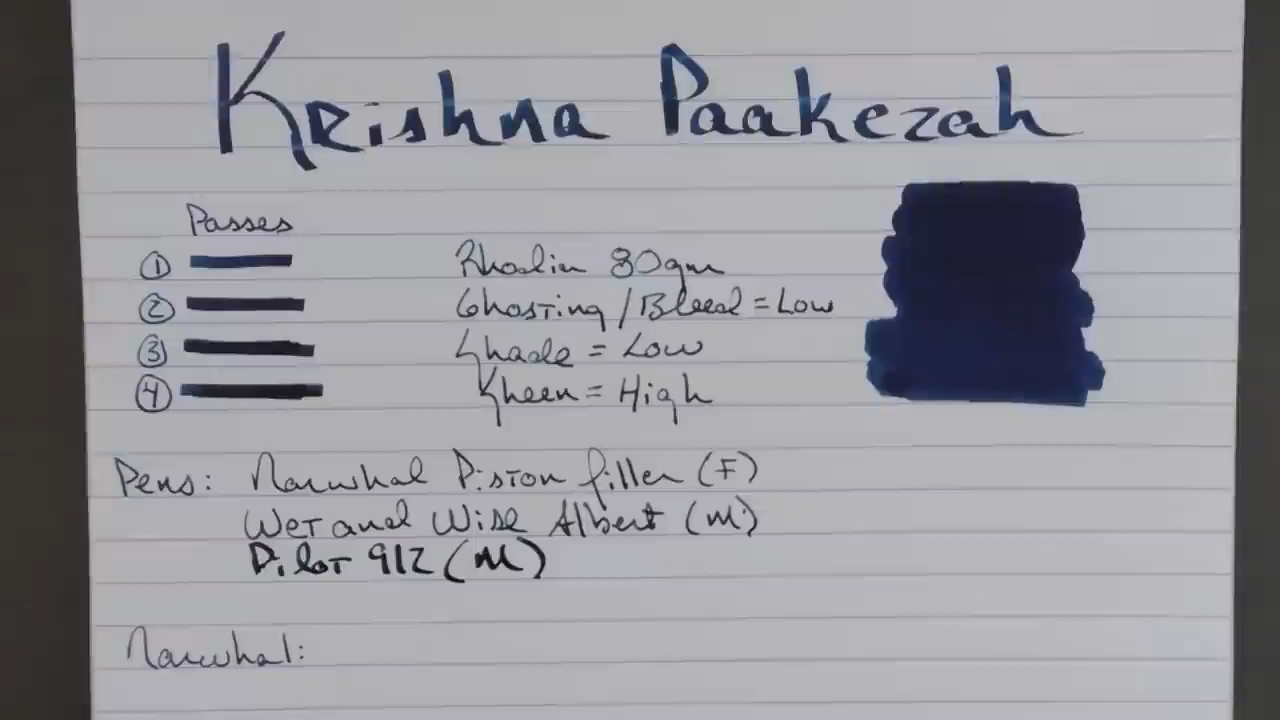 Krishna Paakezah
Passes
1
2
3
4
Rhodin 80gm
Ghosting/Bleed = Low
Shade = Low
Sheen = High
Pens: Narwhal Piston filler (F)
Wet and Wise Albert (M)
Pilot 912 (M)
Narwhal: